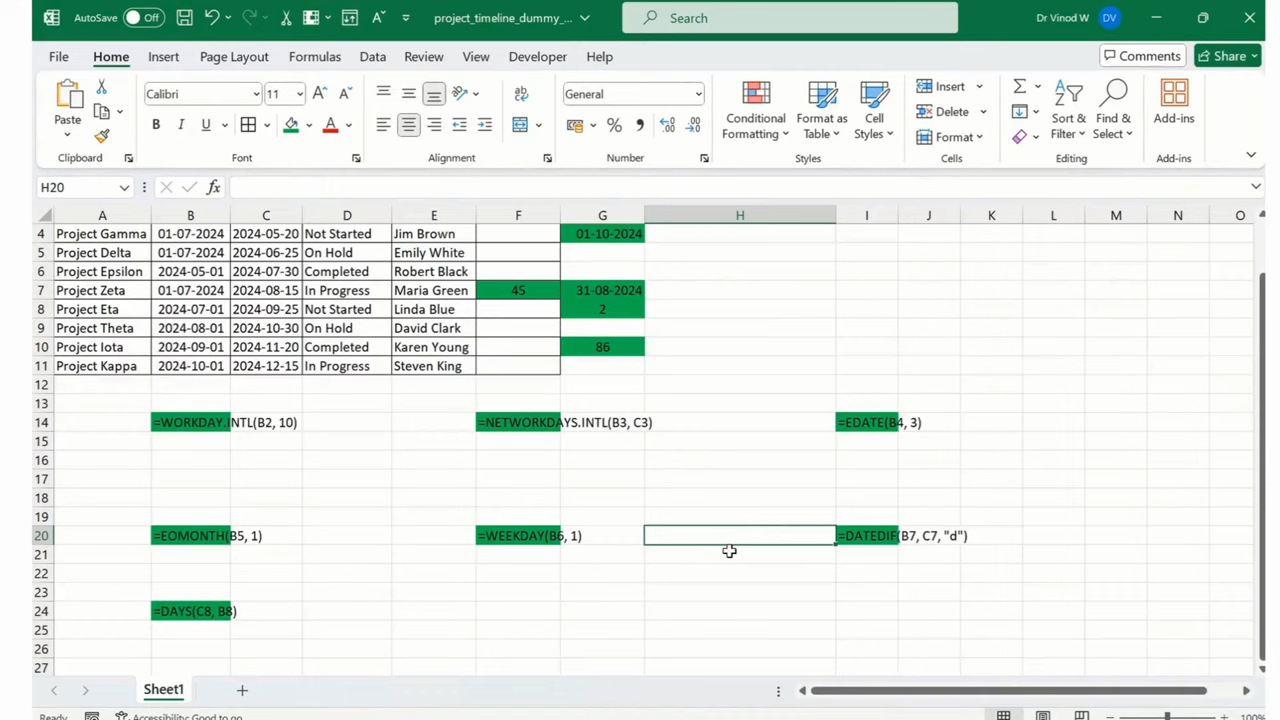 AutoSave Off project_timeline_dummy_... Search Dr Vinod W DV
File Home Insert Page Layout Formulas Data Review View Developer Help Comments Share
Paste Calibri 11 General Conditional Formatting Format as Table Cell Styles Insert Delete Format Sort & Filter Find & Select Add-ins
Clipboard Font Alignment Number Styles Cells Editing Add-ins
H20 fx
A B C D E F G H I J K L M N O
4 Project Gamma 01-07-2024 2024-05-20 Not Started Jim Brown 01-10-2024
5 Project Delta 01-07-2024 2024-06-25 On Hold Emily White
6 Project Epsilon 2024-05-01 2024-07-30 Completed Robert Black
7 Project Zeta 01-07-2024 2024-08-15 In Progress Maria Green 45 31-08-2024
8 Project Eta 2024-07-01 2024-09-25 Not Started Linda Blue 2
9 Project Theta 2024-08-01 2024-10-30 On Hold David Clark
10 Project Iota 2024-09-01 2024-11-20 Completed Karen Young 86
11 Project Kappa 2024-10-01 2024-12-15 In Progress Steven King
12
13
14 =WORKDAY.INTL(B2, 10) =NETWORKDAYS.INTL(B3, C3) =EDATE(B4, 3)
15
16
17
18
19
20 =EOMONTH(B5, 1) =WEEKDAY(B6, 1) =DATEDIF(B7, C7, "d")
21
22
23
24 =DAYS(C8, B8)
25
26
27
Sheet1
Ready Accessibility: Good to go 100%